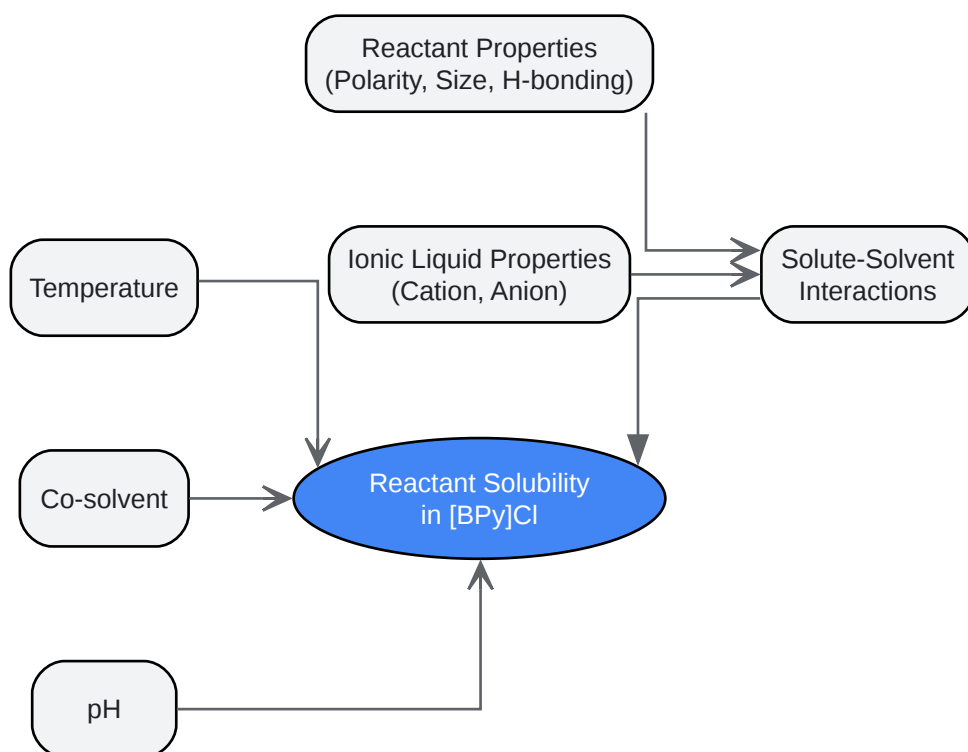 Reactant Properties
(Polarity, Size, H-bonding)
Temperature
Ionic Liquid Properties
(Cation, Anion)
Solute-Solvent
Interactions
Co-solvent
Reactant Solubility
in [BPy]Cl
pH